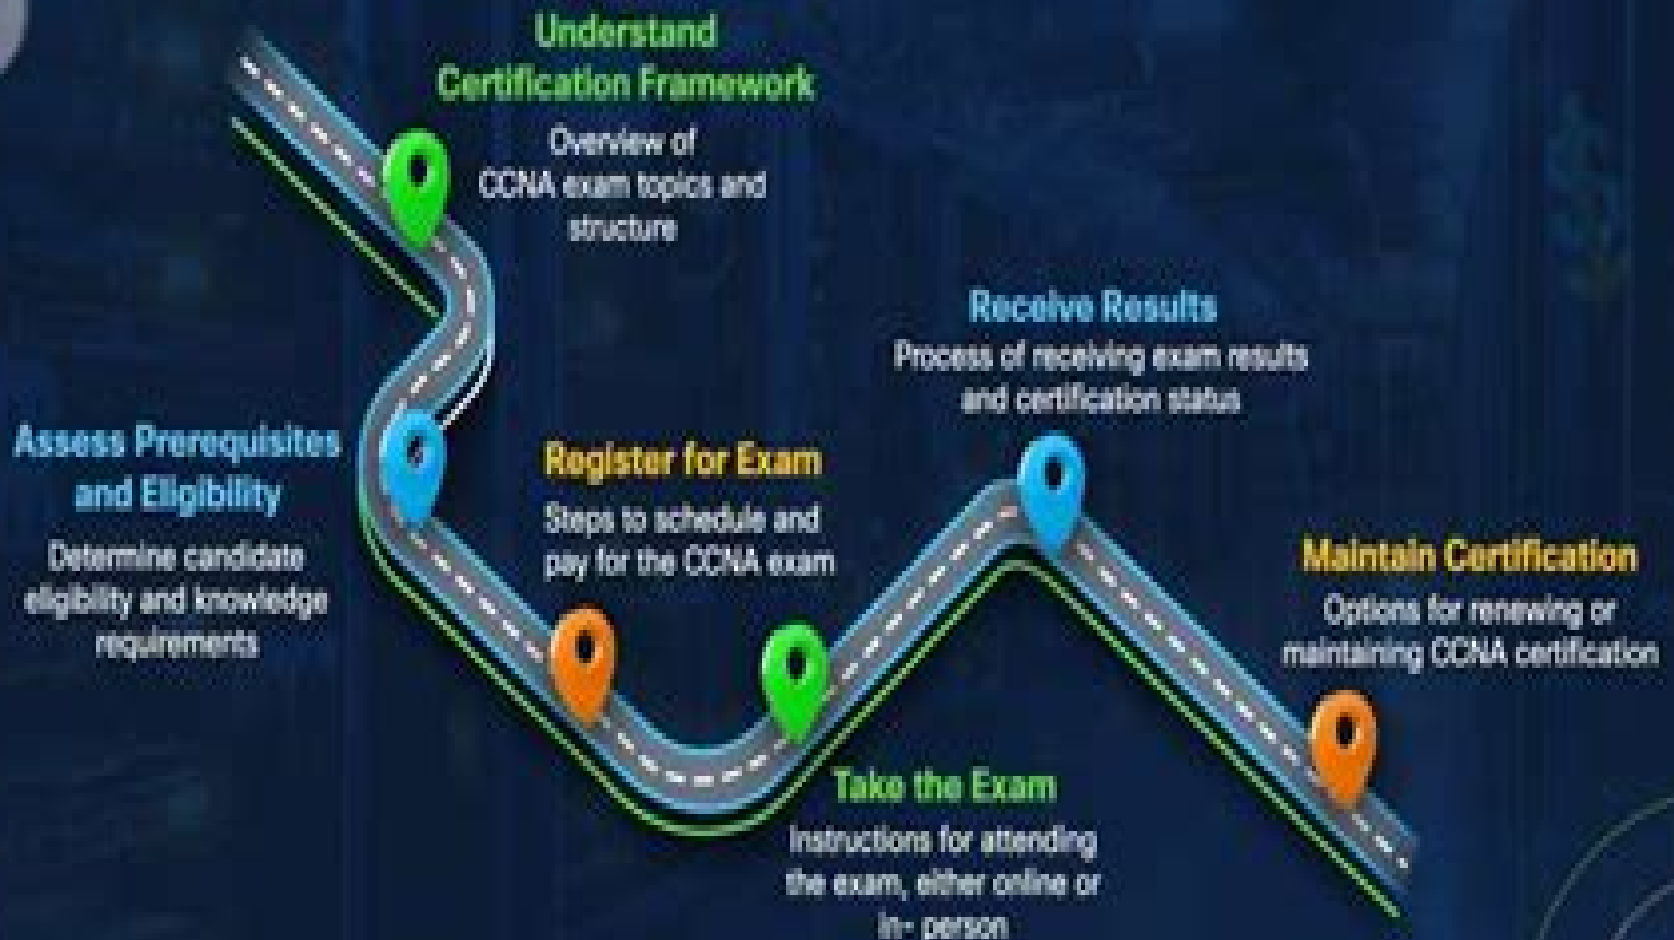 Understand
Certification Framework
Overview of
CCNA exam topics and
structure
Assess Prerequisites
and Eligibility
Determine candidate
eligibility and knowledge
requirements
Register for Exam
Steps to schedule and
pay for the CCNA exam
Take the Exam
Instructions for attending
the exam, either online or
in- person
Receive Results
Process of receiving exam results
and certification status
Maintain Certification
Options for renewing or
maintaining CCNA certification